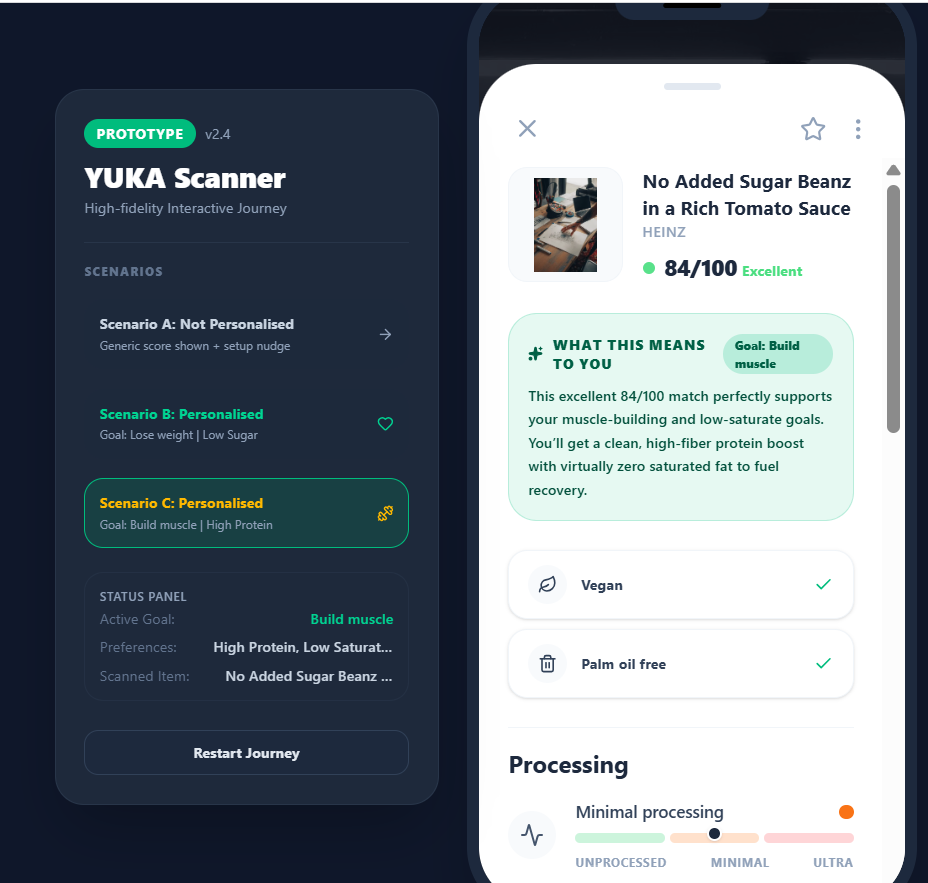 PROTOTYPE v2.4
YUKA Scanner
High-fidelity Interactive Journey
SCENARIOS
Scenario A: Not Personalised
Generic score shown + setup nudge
Scenario B: Personalised
Goal: Lose weight | Low Sugar
Scenario C: Personalised
Goal: Build muscle | High Protein
STATUS PANEL
Active Goal: Build muscle
Preferences: High Protein, Low Saturat...
Scanned Item: No Added Sugar Beanz ...
Restart Journey
No Added Sugar Beanz
in a Rich Tomato Sauce
HEINZ
84/100 Excellent
WHAT THIS MEANS
TO YOU
Goal: Build
muscle
This excellent 84/100 match perfectly supports
your muscle-building and low-saturate goals.
You’ll get a clean, high-fiber protein boost
with virtually zero saturated fat to fuel
recovery.
Vegan
Palm oil free
Processing
Minimal processing
UNPROCESSED MINIMAL ULTRA